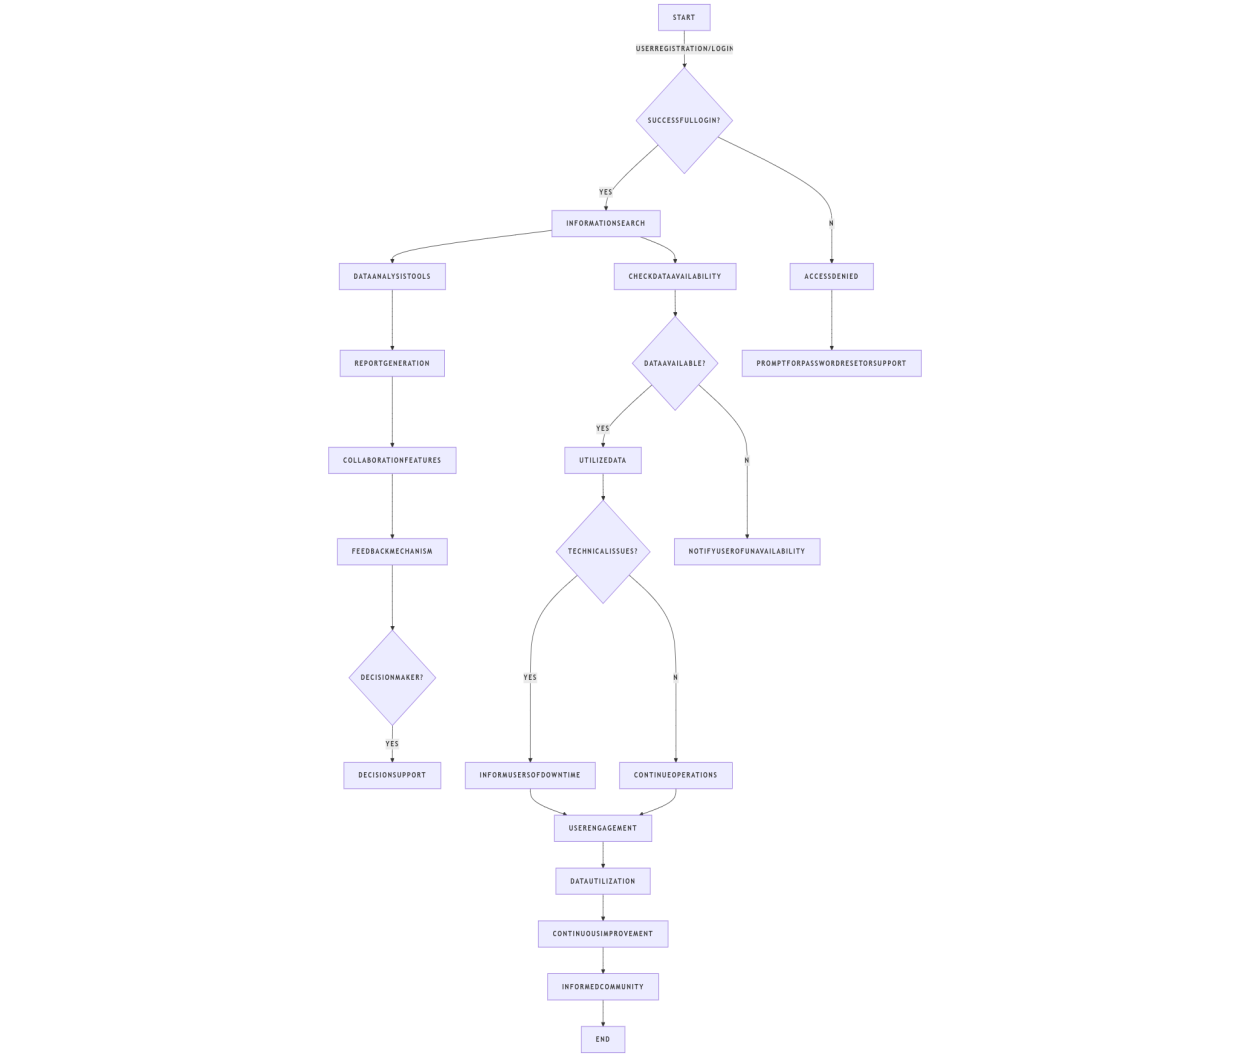 START
USERREGISTRATION/LOGIN
SUCCESSFULLOGIN?
YES
N
INFORMATIONSEARCH
DATAANALYSISTOOLS
CHECKDATAAVAILABILITY
ACCESSDENIED
REPORTGENERATION
DATAAVAILABLE?
PROMPTFORPASSWORDRESETORSUPPORT
YES
COLLABORATIONFEATURES
UTILIZEDATA
N
FEEDBACKMECHANISM
TECHNICALISSUES?
NOTIFYUSEROFUNAVAILABILITY
DECISIONMAKER?
YES
N
YES
DECISIONSUPPORT
INFORMUSERSOFDOWNTIME
CONTINUEOPERATIONS
USERENGAGEMENT
DATAUTILIZATION
CONTINUOUSIMPROVEMENT
INFORMEDCOMMUNITY
END